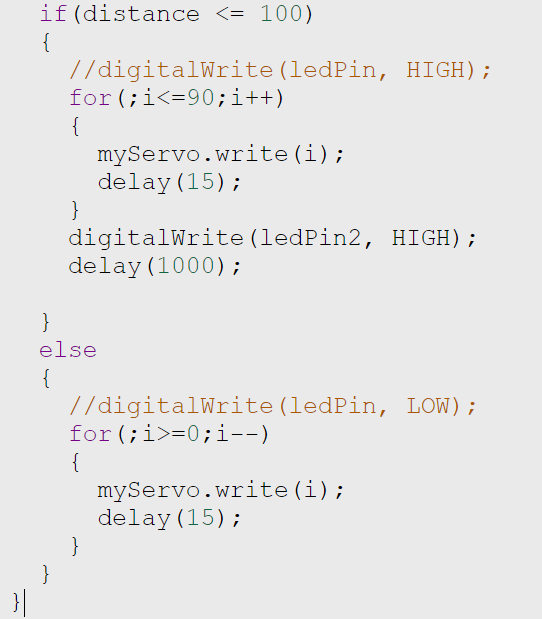 if(distance <= 100)
{
//digitalWrite(ledPin, HIGH);
for(;i<=90;i++)
{
myServo.write(i);
delay(15);
}
digitalWrite(ledPin2, HIGH);
delay(1000);
}
else
{
//digitalWrite(ledPin, LOW);
for(;i>=0;i--)
{
myServo.write(i);
delay(15);
}
}
}